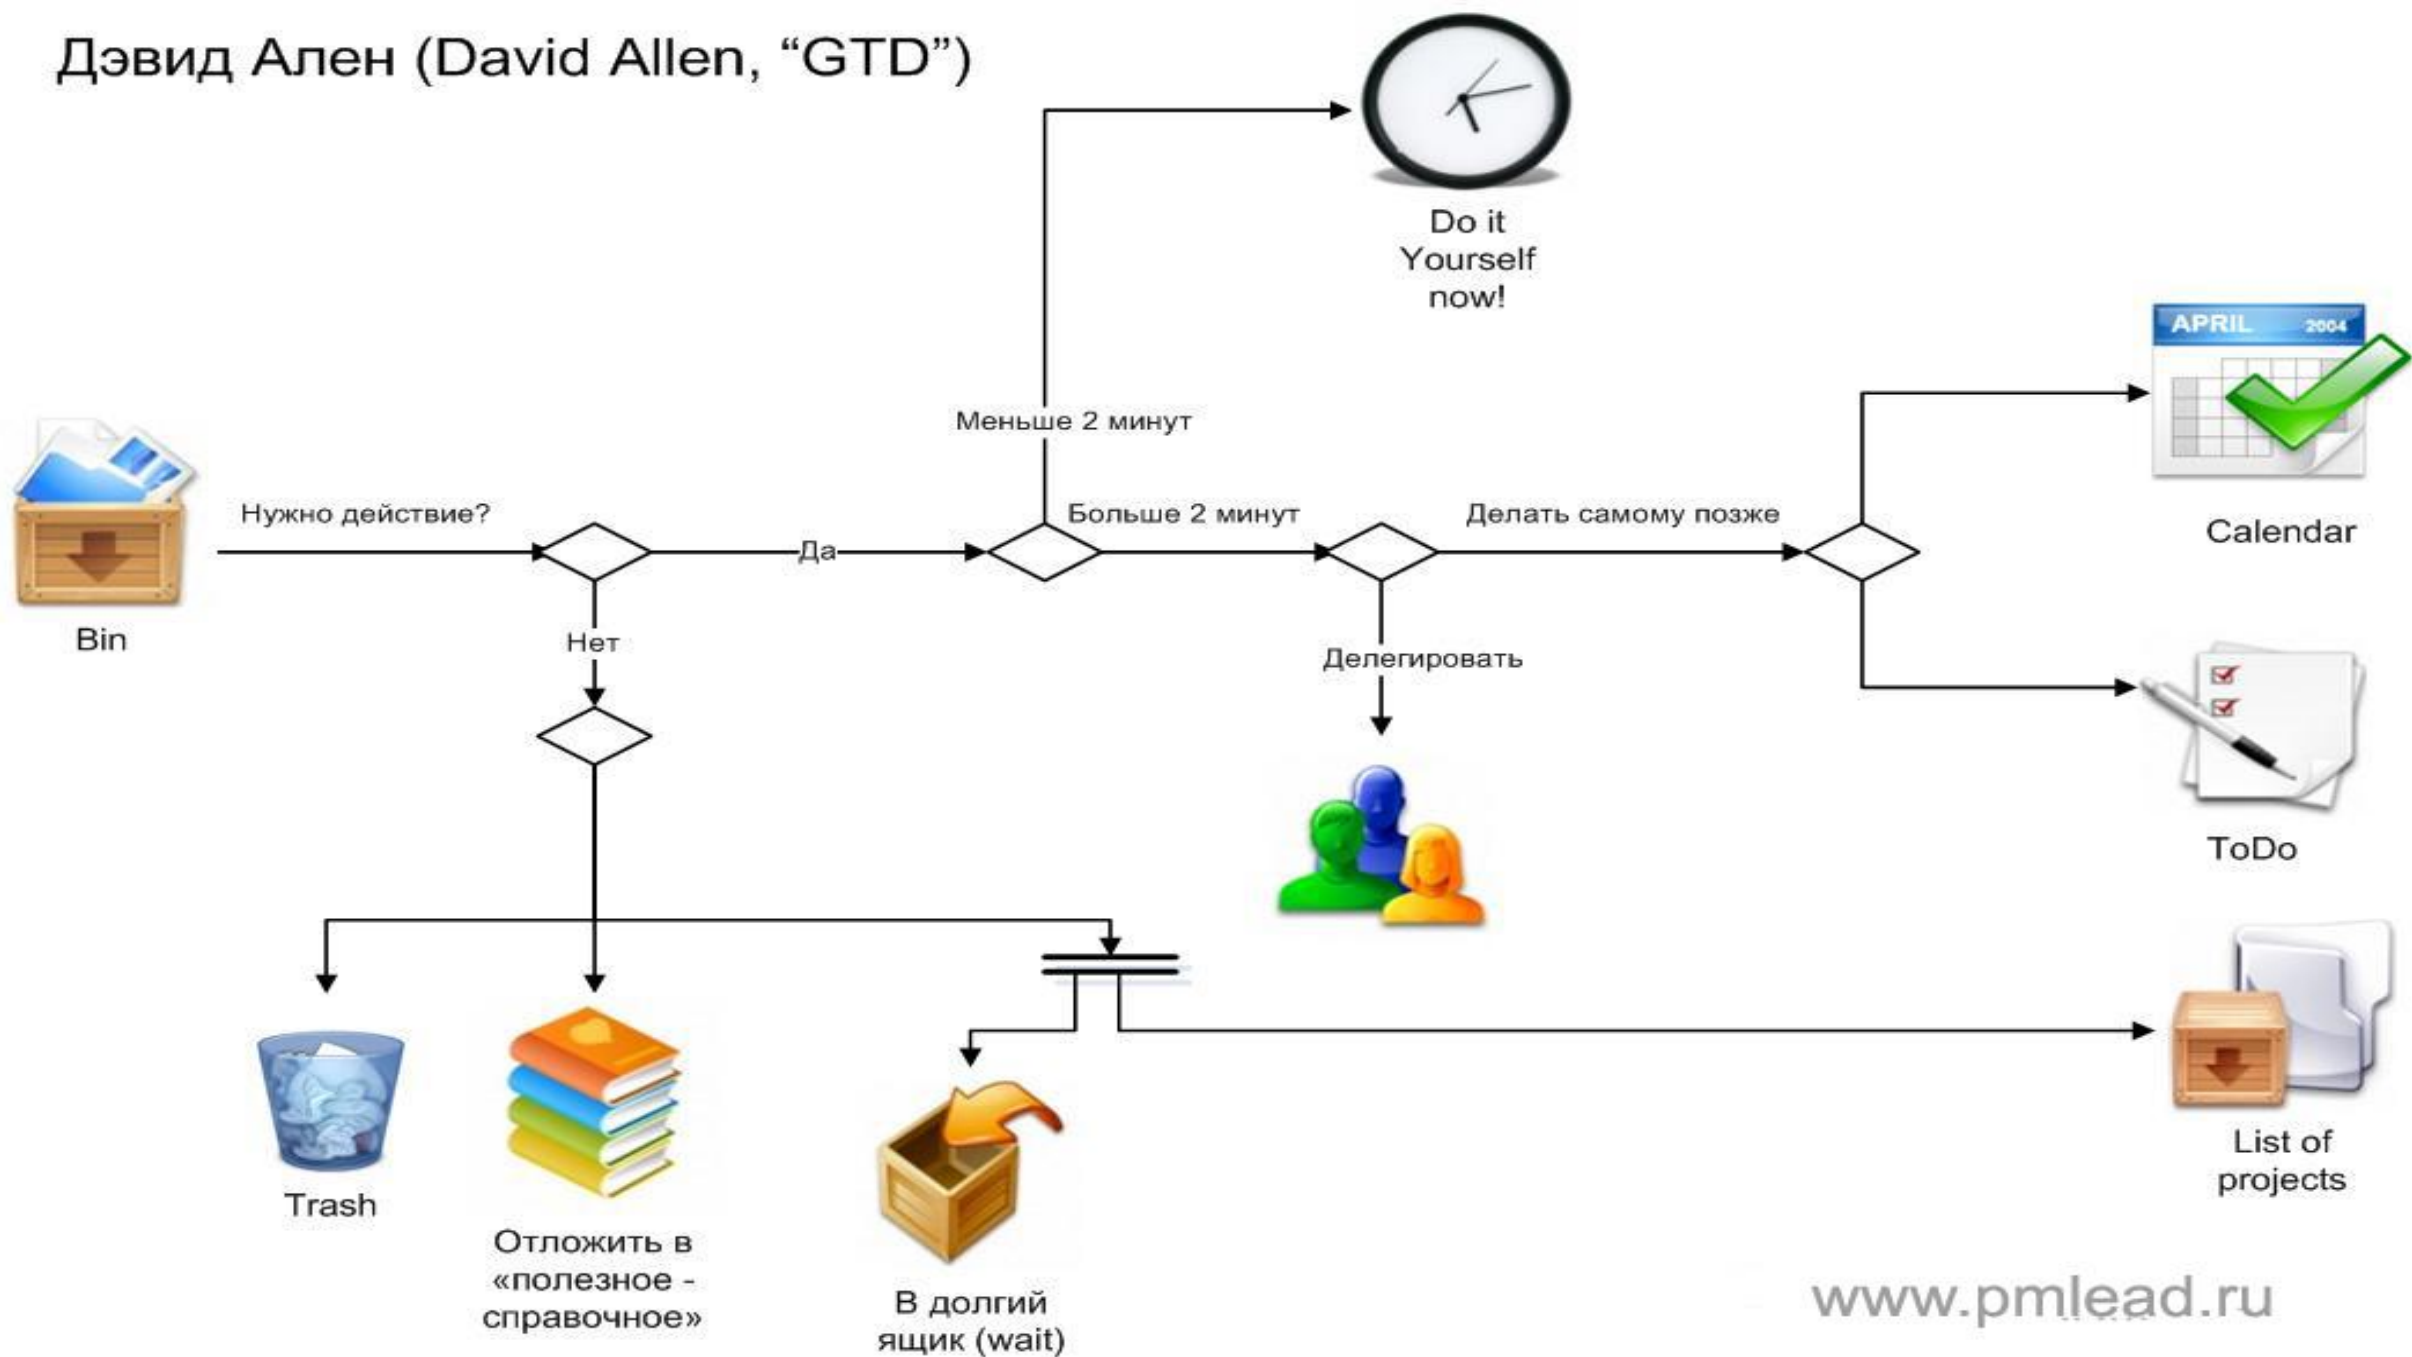 Дэвид Ален (David Allen, “GTD”)
Do it
Yourself
now!
APRIL 2004
Меньше 2 минут
Нужно действие?
Больше 2 минут
Делать самому позже
Calendar
Да
Bin
Нет
Делегировать
ToDo
List of
projects
Trash
Отложить в
«полезное -
справочное»
В долгий
ящик (wait)
www.pmlead.ru